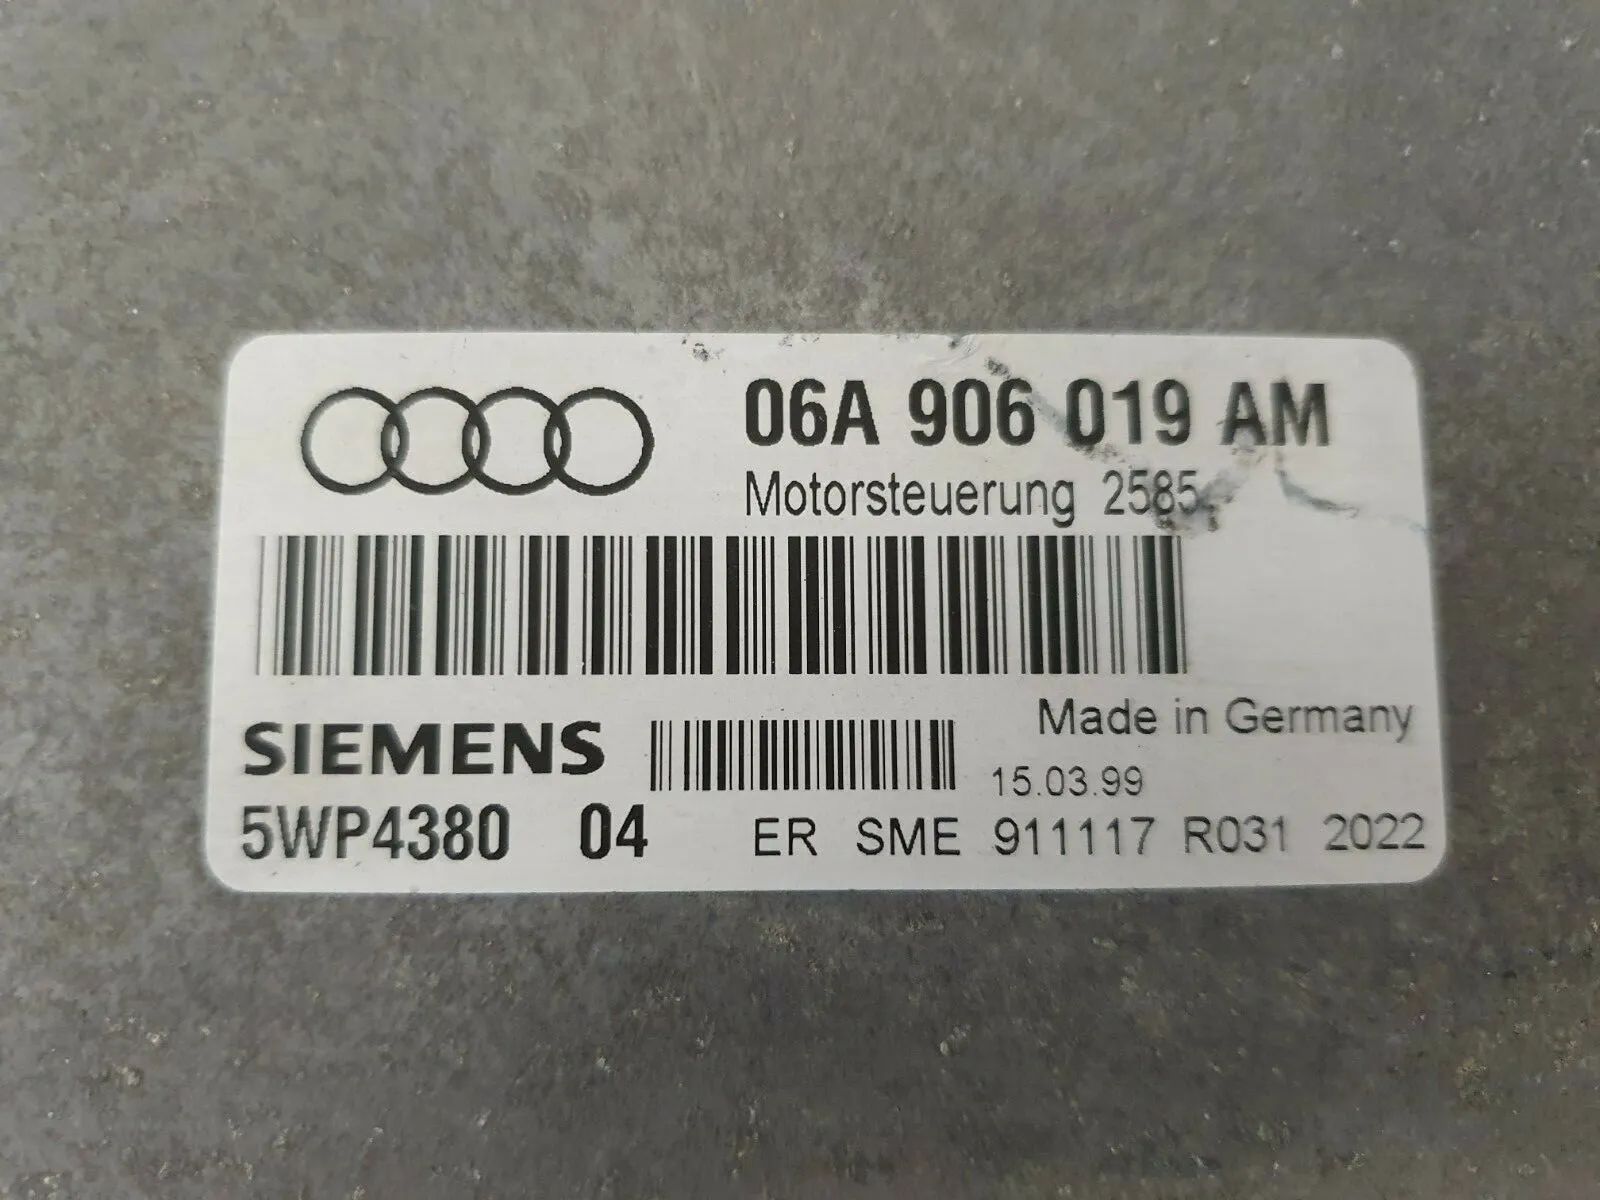 06A 906 019 AM
Motorsteuerung 2585
SIEMENS
Made in Germany
15.03.99
5WP4380 04 ER SME 911117 R031 2022